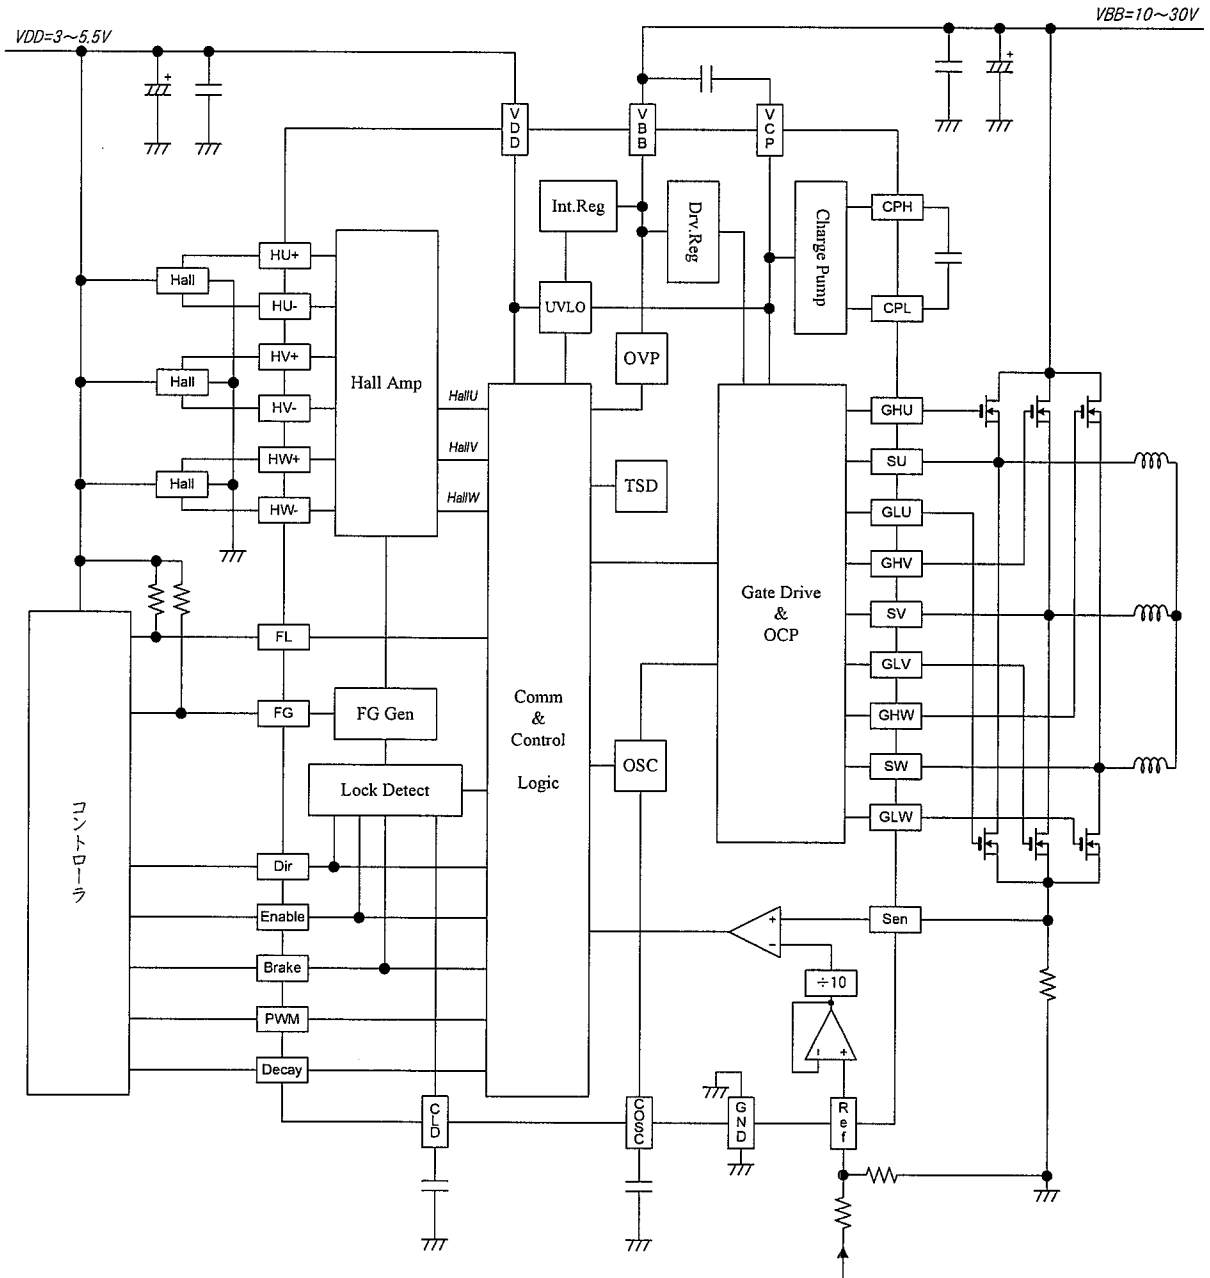 VDD=3~5.5V
VBB=10~30V
VDD
VBB
VCP
Int.Reg
Drv.Reg
Charge Pump
CPH
CPL
UVLO
OVP
HU+
HU-
HV+
HV-
HW+
HW-
Hall
Hall
Hall
Hall Amp
HallU
HallV
HallW
TSD
GHU
SU
GLU
GHV
SV
GLV
GHW
SW
GLW
Gate Drive
&
OCP
FL
FG
FG Gen
Lock Detect
Comm
&
Control
Logic
OSC
コントローラ
Dir
Enable
Brake
PWM
Decay
Sen
+
-
÷10
-
+
CLD
COSC
GND
Ref
+
+